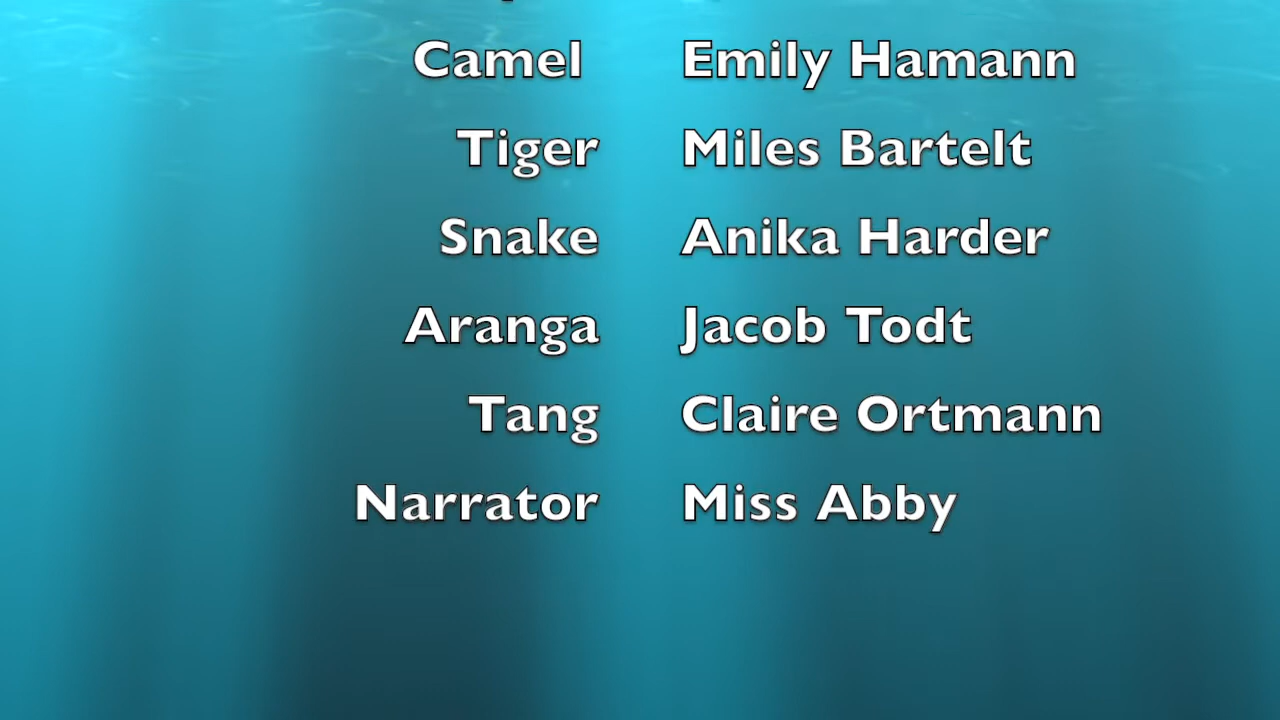 Camel Emily Hamann
Tiger Miles Bartelt
Snake Anika Harder
Aranga Jacob Todt
Tang Claire Ortmann
Narrator Miss Abby